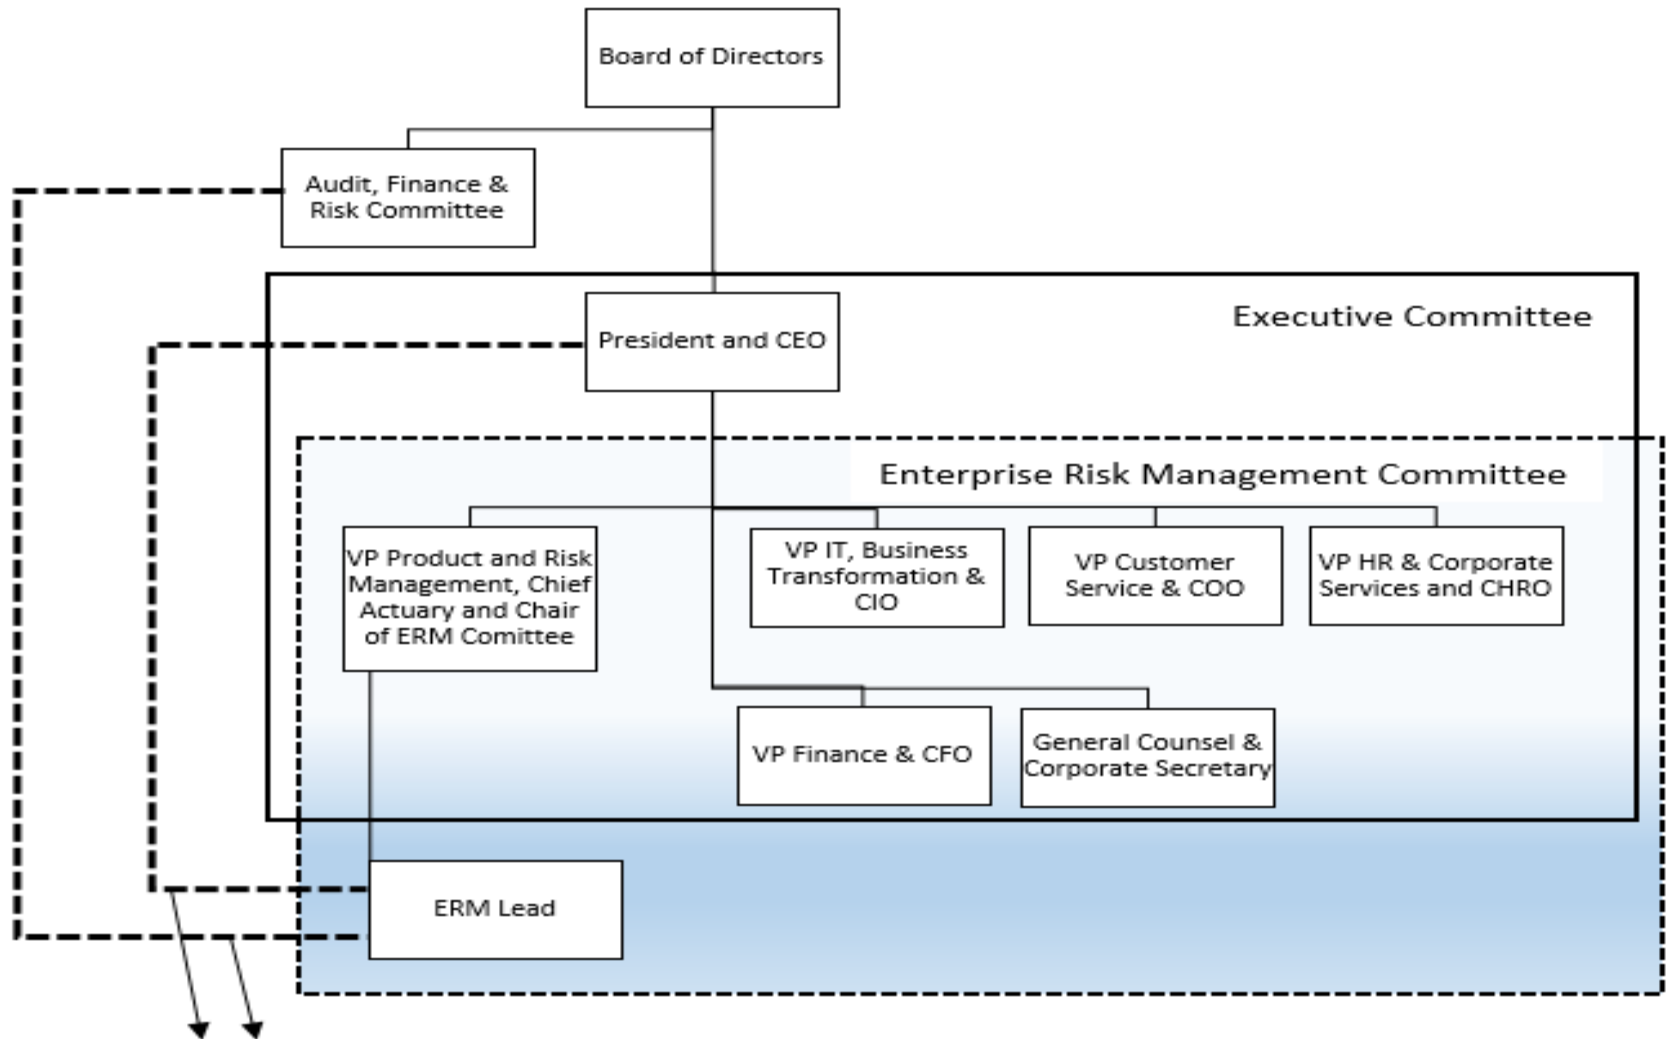 Board of Directors
Audit, Finance &
Risk Committee
Executive Committee
President and CEO
Enterprise Risk Management Committee
VP Product and Risk
Management, Chief
Actuary and Chair
of ERM Comittee
VP IT, Business
Transformation &
CIO
VP Customer
Service & COO
VP HR & Corporate
Services and CHRO
VP Finance & CFO
General Counsel &
Corporate Secretary
ERM Lead